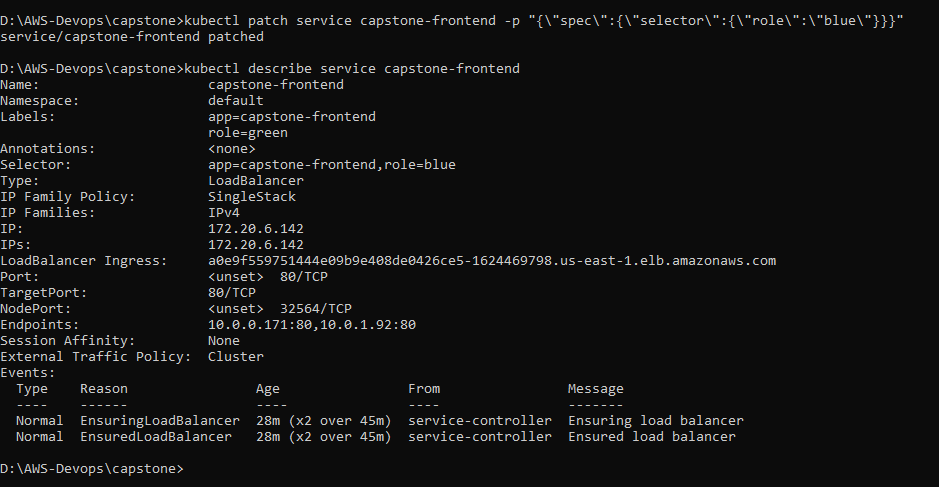 D:\AWS-Devops\capstone>kubectl patch service capstone-frontend -p "{\"spec\":{\"selector\":{\"role\":\"blue\"}}}"
service/capstone-frontend patched
D:\AWS-Devops\capstone>kubectl describe service capstone-frontend
Name:                     capstone-frontend
Namespace:                default
Labels:                   app=capstone-frontend
                          role=green
Annotations:              <none>
Selector:                 app=capstone-frontend,role=blue
Type:                     LoadBalancer
IP Family Policy:         SingleStack
IP Families:              IPv4
IP:                       172.20.6.142
IPs:                      172.20.6.142
LoadBalancer Ingress:     a0e9f559751444e09b9e408de0426ce5-1624469798.us-east-1.elb.amazonaws.com
Port:                     <unset>  80/TCP
TargetPort:               80/TCP
NodePort:                 <unset>  32564/TCP
Endpoints:                10.0.0.171:80,10.0.1.92:80
Session Affinity:         None
External Traffic Policy:  Cluster
Events:
  Type    Reason                Age                 From                Message
  ----    ------                ----                ----                -------
  Normal  EnsuringLoadBalancer  28m (x2 over 45m)  service-controller  Ensuring load balancer
  Normal  EnsuredLoadBalancer   28m (x2 over 45m)  service-controller  Ensured load balancer
D:\AWS-Devops\capstone>